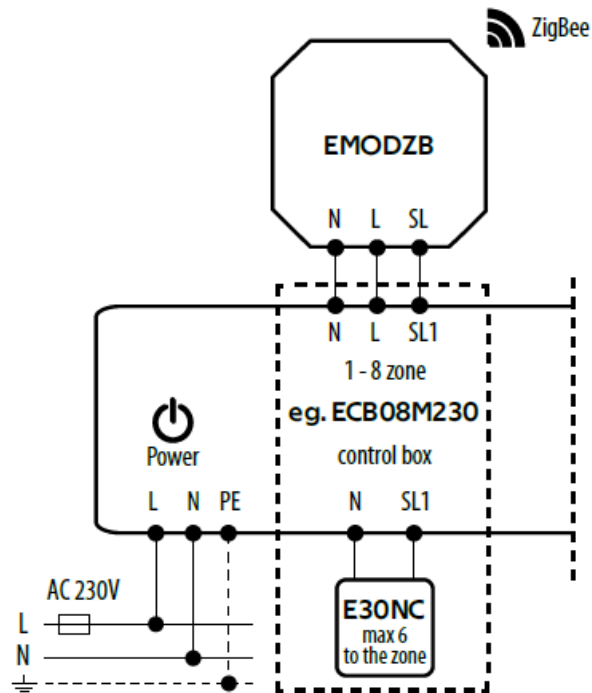 ZigBee
EMODZB
N L SL
N L SL1
1 - 8 zone
eg. ECB08M230
control box
Power
L N PE
N SL1
AC 230V
L
N
E30NC
max 6
to the zone